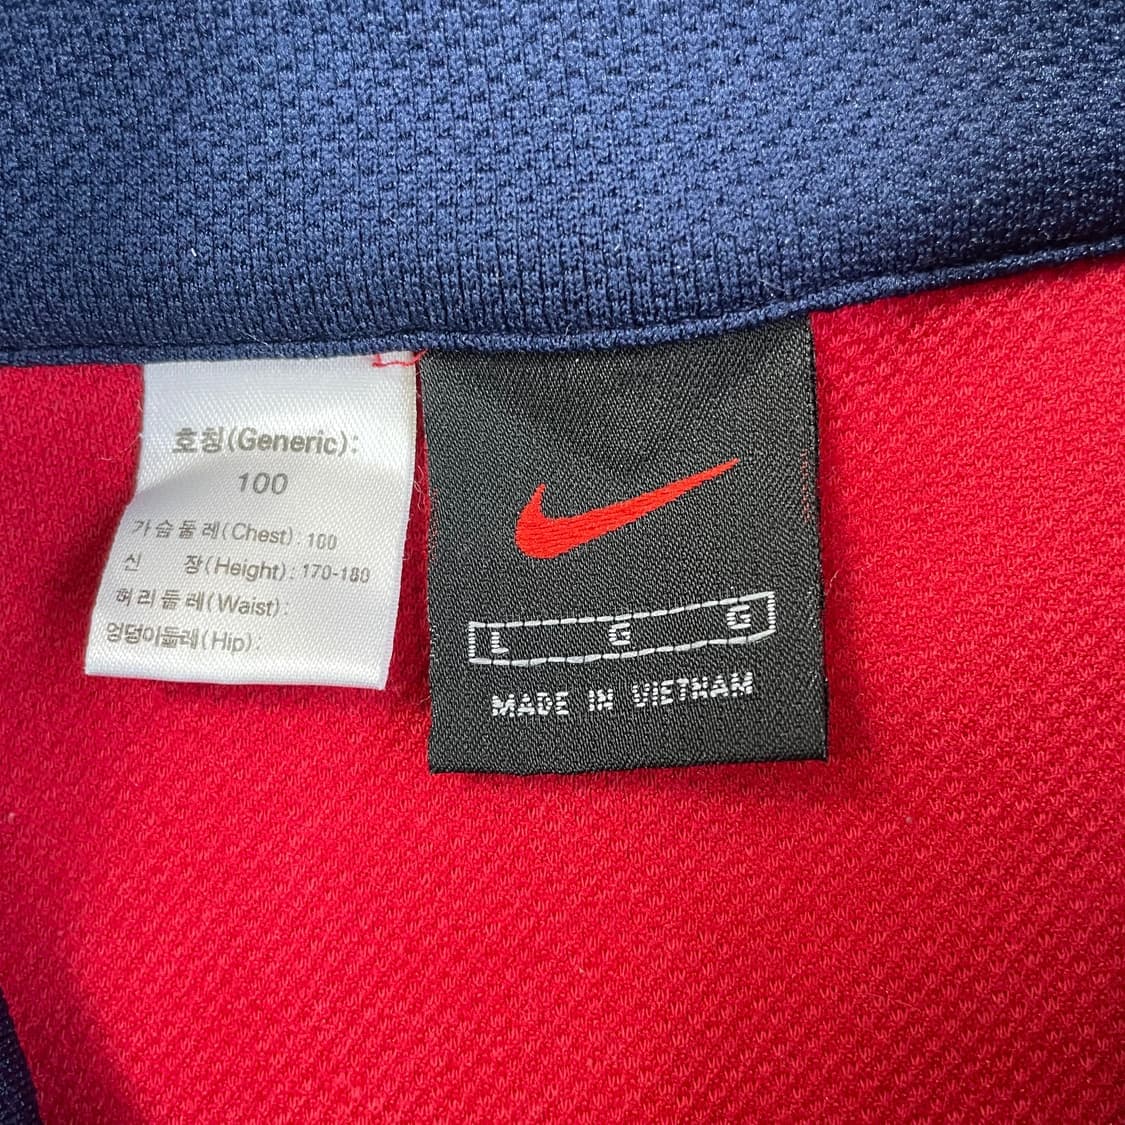 호칭(Generic):
100
가슴둘레(Chest): 100
신 장(Height): 170-180
허리둘레(Waist):
엉덩이둘레(Hip):
L G G
MADE IN VIETNAM